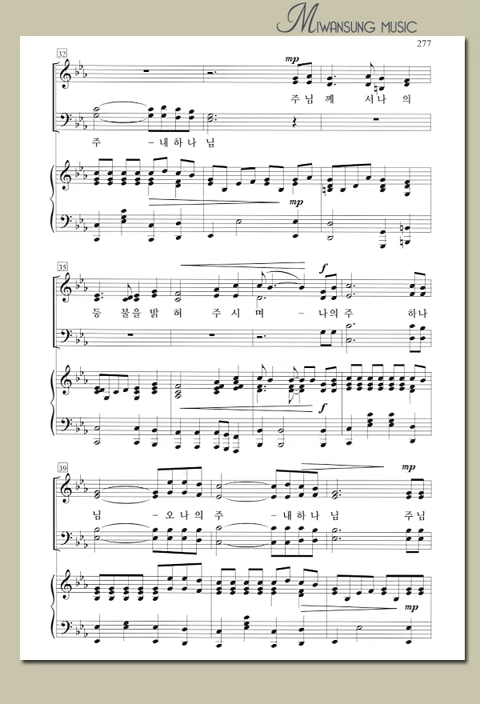 MIWANSUNG MUSIC
277
32
mp
주님께 서나의
주 - 내하나님
mp
35
f
등 불을밝 혀 주시며 - 나의주 하나
f
39
mp
님 - 오나의주 - 내하나님 주님
mp